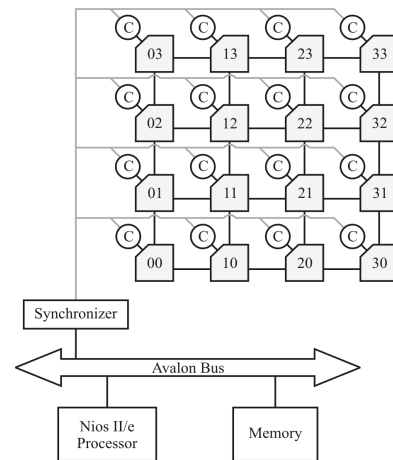 C C C C
03 13 23 33
C C C C
02 12 22 32
C C C C
01 11 21 31
C C C C
00 10 20 30
Synchronizer
Avalon Bus
Nios II/e
Processor
Memory